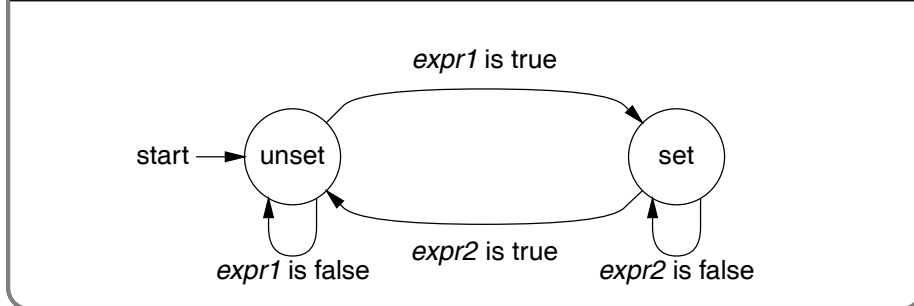 expr1 is true
start
unset
set
expr2 is true
expr1 is false
expr2 is false